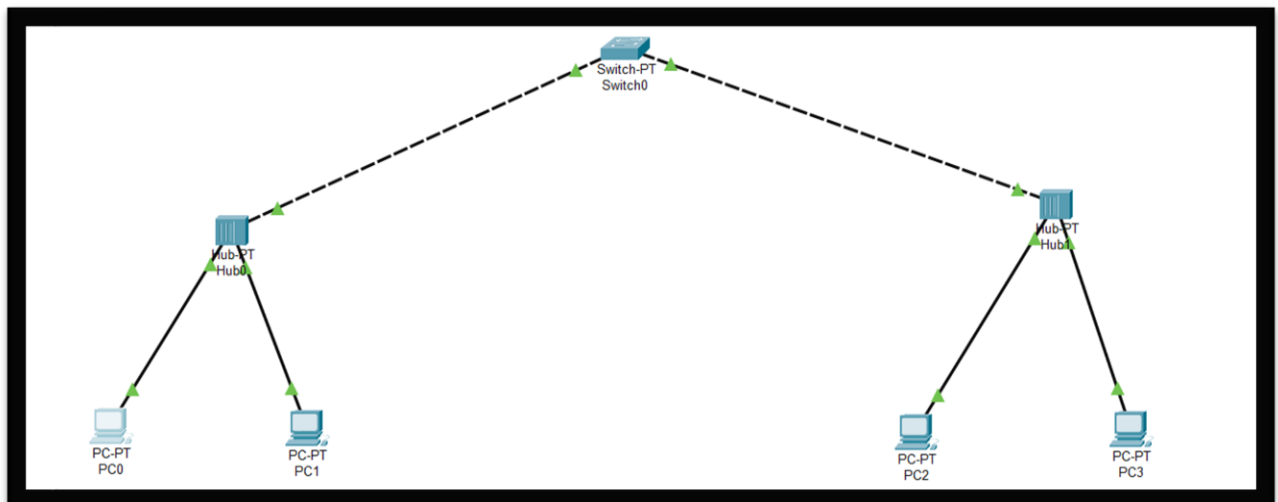 Switch-PT
Switch0
Hub-PT
Hub0
Hub-PT
Hub1
PC-PT
PC0
PC-PT
PC1
PC-PT
PC2
PC-PT
PC3